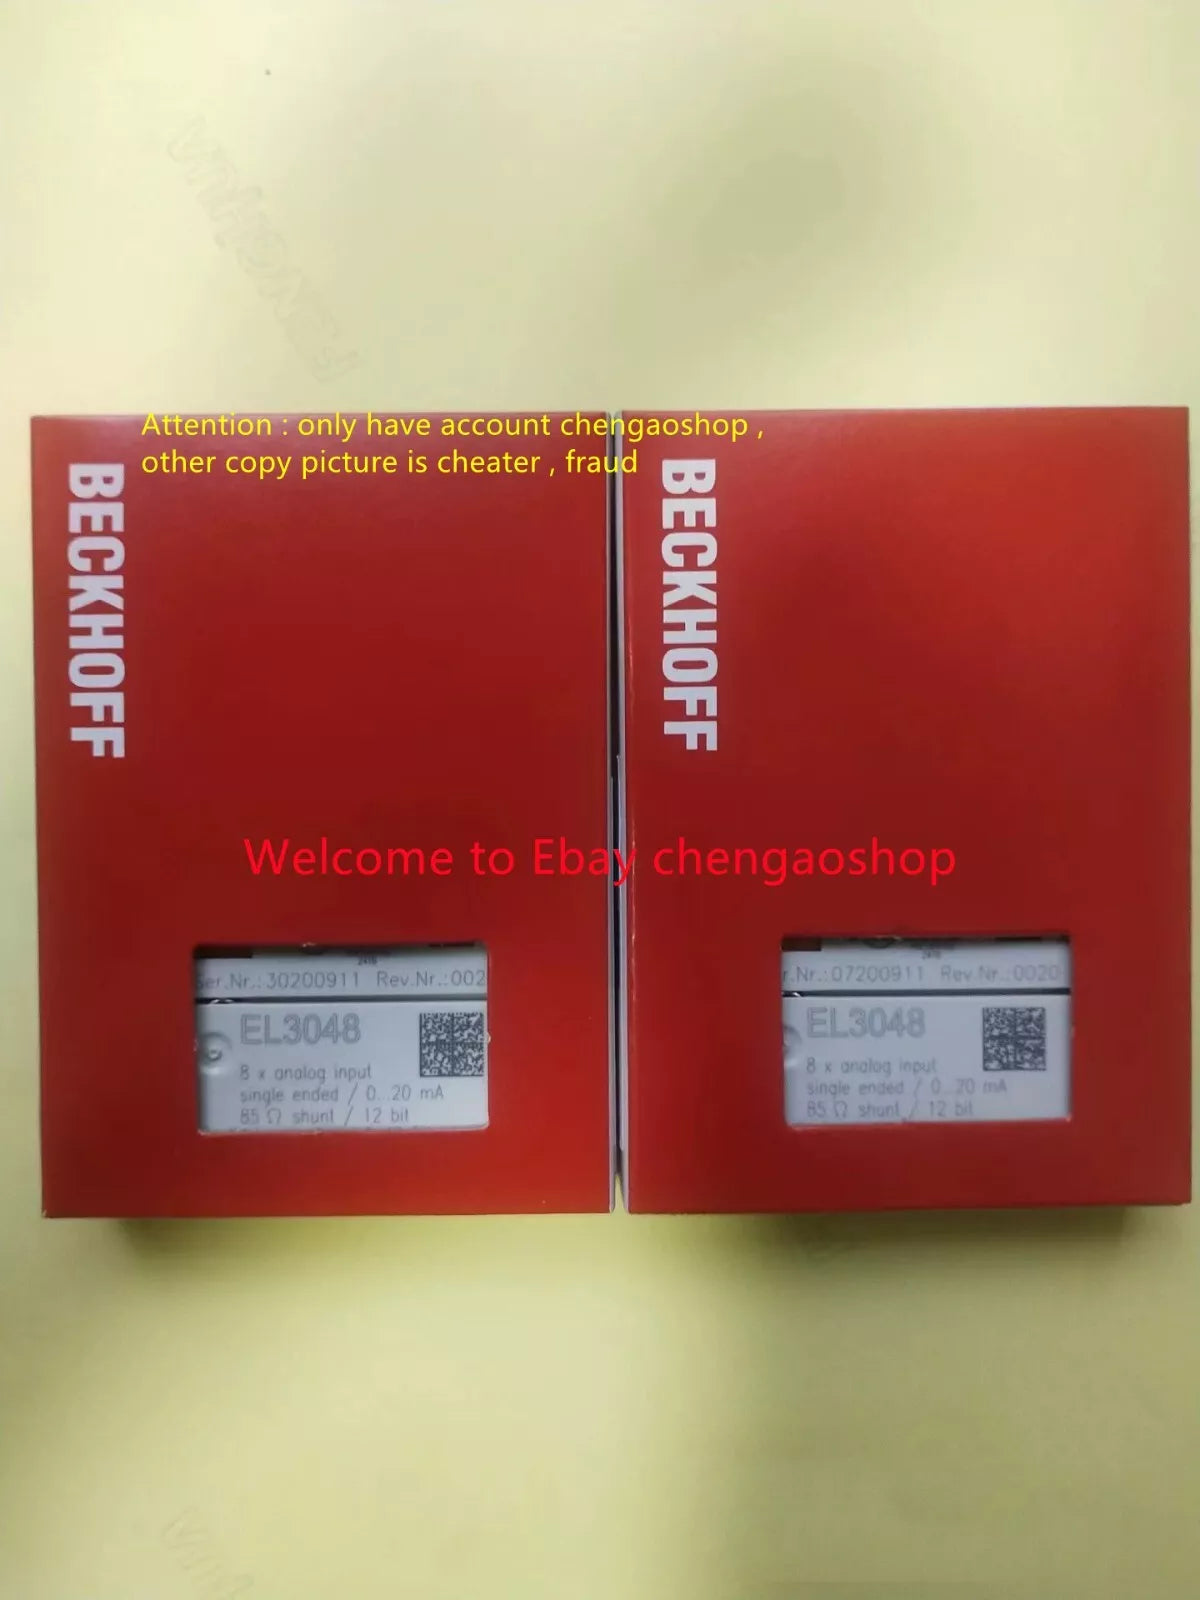 Attention : only have account chengaoshop ,
other copy picture is cheater , fraud
BECKHOFF
BECKHOFF
Welcome to Ebay chengaoshop
Ser.Nr.: 30200911 Rev.Nr.:002
EL3048
8 x analog input
single ended / 0..20 mA
85 Ω shunt / 12 bit
r.Nr.:07200911 Rev.Nr.:0020
EL3048
8 x analog input
single ended / 0..20 mA
85 Ω shunt / 12 bit